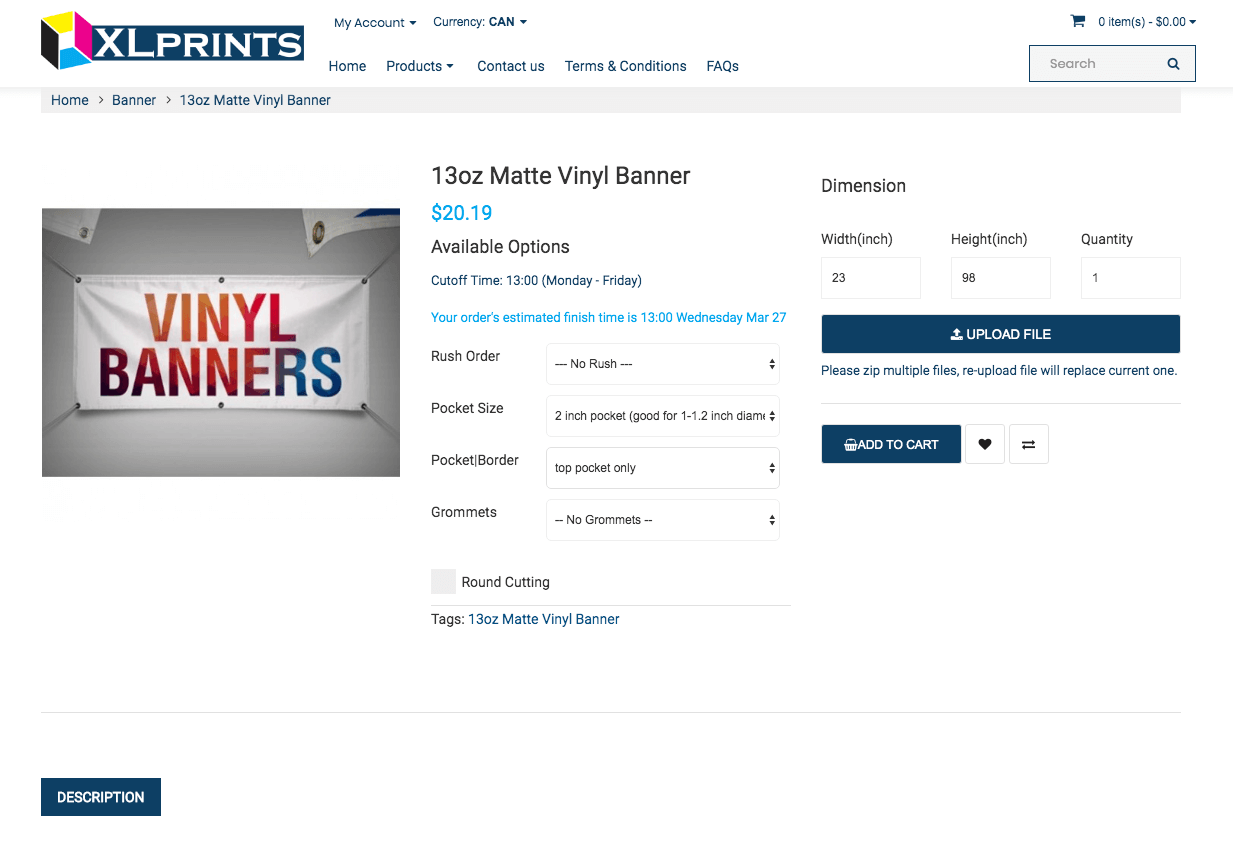 XLPRINTS
My Account
Currency: CAN
0 item(s) - $0.00
Home
Products
Contact us
Terms & Conditions
FAQs
Search
Home > Banner > 13oz Matte Vinyl Banner
VINYL
BANNERS
13oz Matte Vinyl Banner
$20.19
Available Options
Cutoff Time: 13:00 (Monday - Friday)
Your order's estimated finish time is 13:00 Wednesday Mar 27
Rush Order
--- No Rush ---
Pocket Size
2 inch pocket (good for 1-1.2 inch diame
Pocket|Border
top pocket only
Grommets
-- No Grommets --
Round Cutting
Tags: 13oz Matte Vinyl Banner
Dimension
Width(inch)
Height(inch)
Quantity
23
98
1
UPLOAD FILE
Please zip multiple files, re-upload file will replace current one.
ADD TO CART
DESCRIPTION